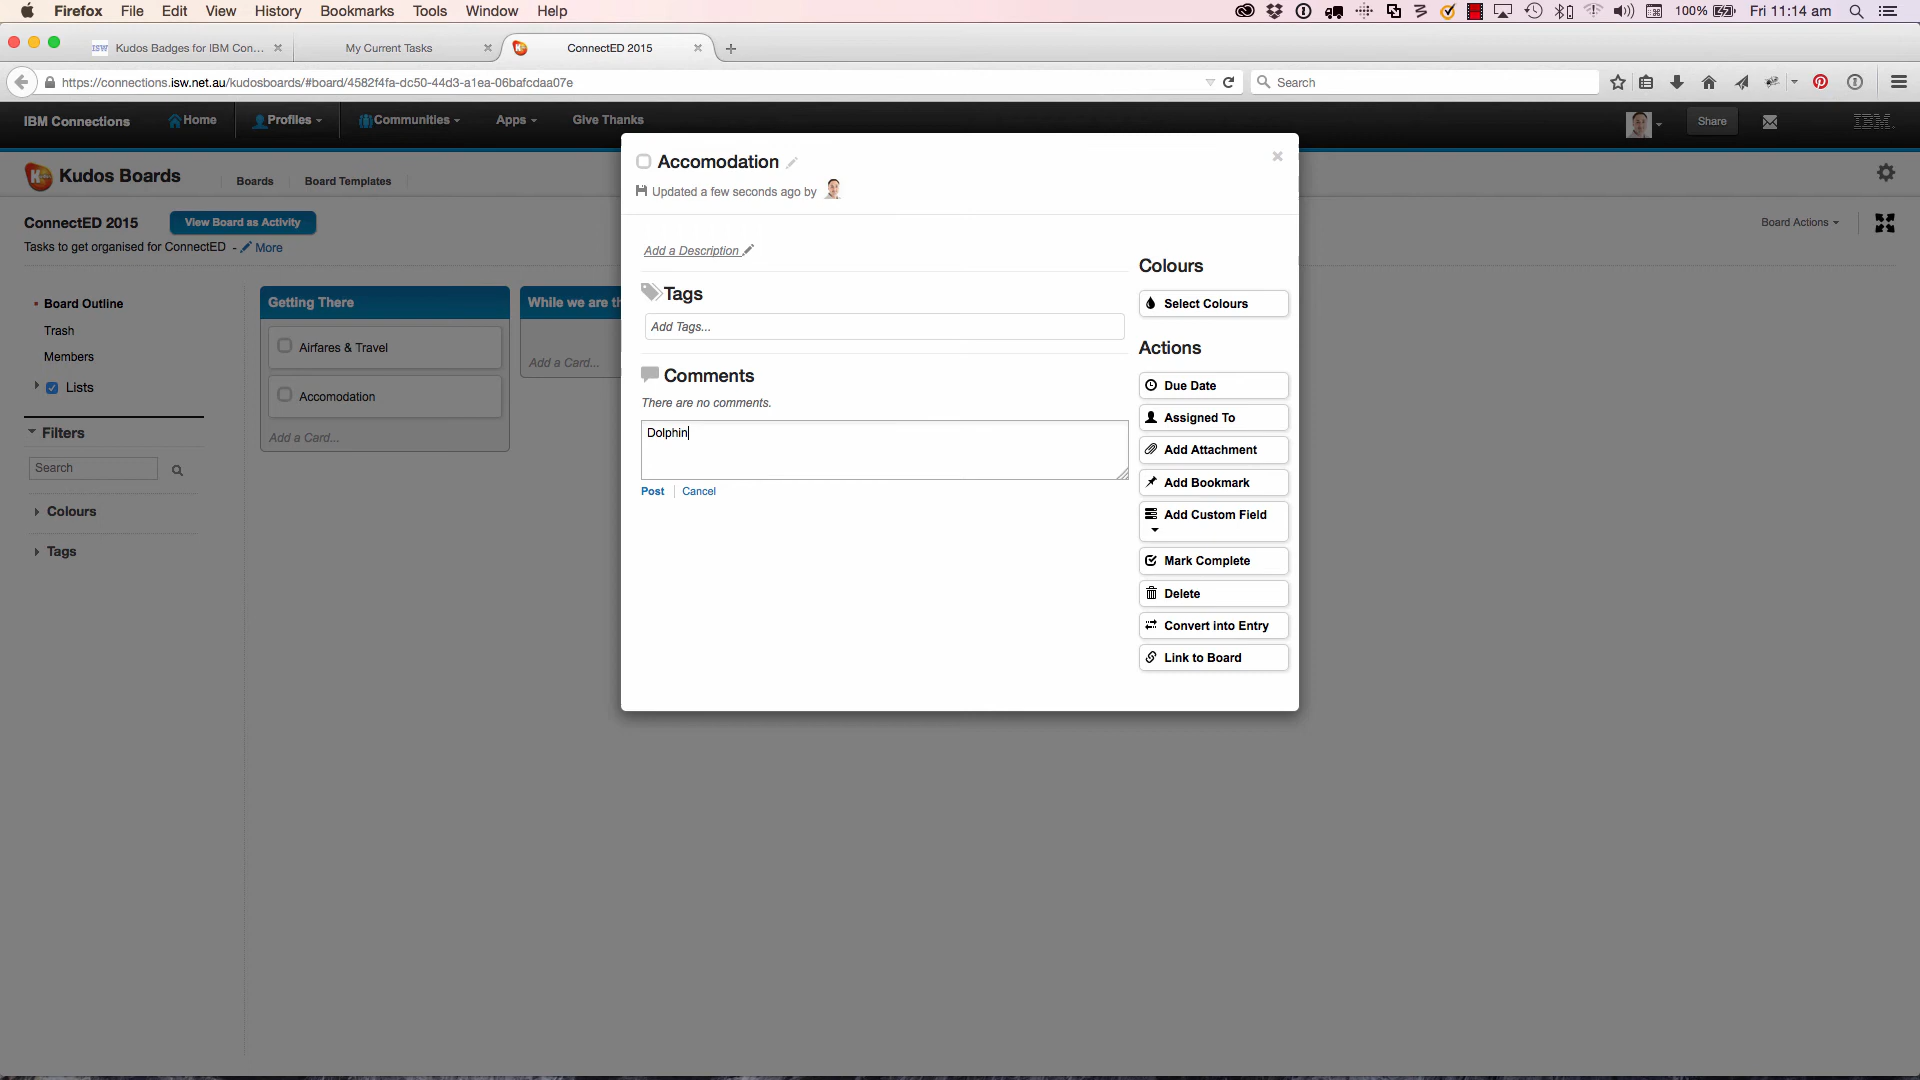 Firefox File Edit View History Bookmarks Tools Window Help 100% Fri 11:14 am
Kudos Badges for IBM Con... My Current Tasks ConnectED 2015
https://connections.isw.net.au/kudosboards/#board/4582f4fa-dc50-44d3-a1ea-06bafcdaa07e Search
IBM Connections Home Profiles Communities Apps Give Thanks Share IBM
Kudos Boards Boards Board Templates
ConnectED 2015 View Board as Activity Board Actions
Tasks to get organised for ConnectED - More
Board Outline
Trash
Members
Lists
Filters
Search
Colours
Tags
Getting There
Airfares & Travel
Accomodation
Add a Card...
While we are th
Add a Card...
Accomodation
Updated a few seconds ago by
Add a Description
Tags
Add Tags...
Comments
There are no comments.
Dolphin
Post Cancel
Colours
Select Colours
Actions
Due Date
Assigned To
Add Attachment
Add Bookmark
Add Custom Field
Mark Complete
Delete
Convert into Entry
Link to Board